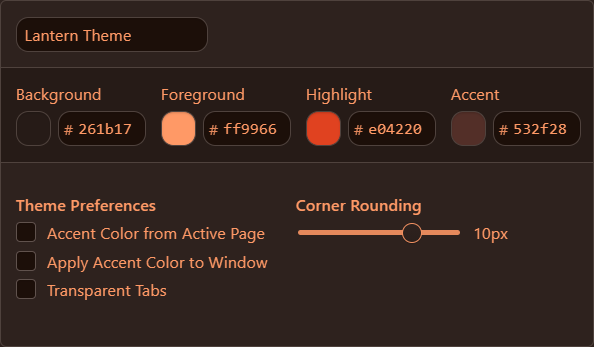 Lantern Theme
Background Foreground Highlight Accent
# 261b17 # ff9966 # e04220 # 532f28
Theme Preferences Corner Rounding
Accent Color from Active Page 10px
Apply Accent Color to Window
Transparent Tabs